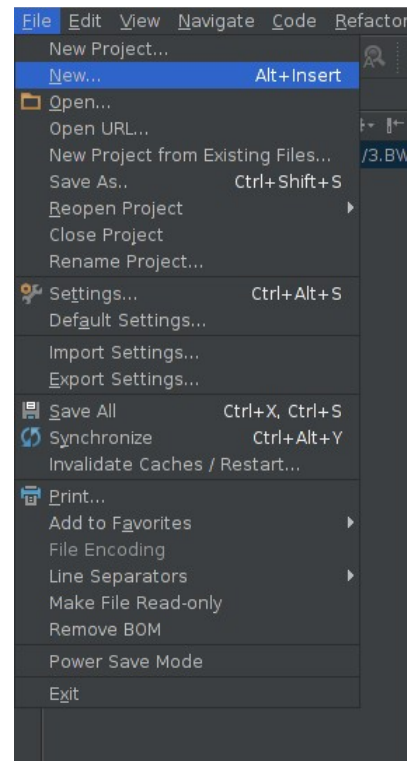 File Edit View Navigate Code Refactor
New Project...
New... Alt+Insert
Open...
Open URL...
New Project from Existing Files...
/3.BW
Save As.. Ctrl+Shift+S
Reopen Project
Close Project
Rename Project...
Settings... Ctrl+Alt+S
Default Settings...
Import Settings...
Export Settings...
Save All Ctrl+X, Ctrl+S
Synchronize Ctrl+Alt+Y
Invalidate Caches / Restart...
Print...
Add to Favorites
File Encoding
Line Separators
Make File Read-only
Remove BOM
Power Save Mode
Exit